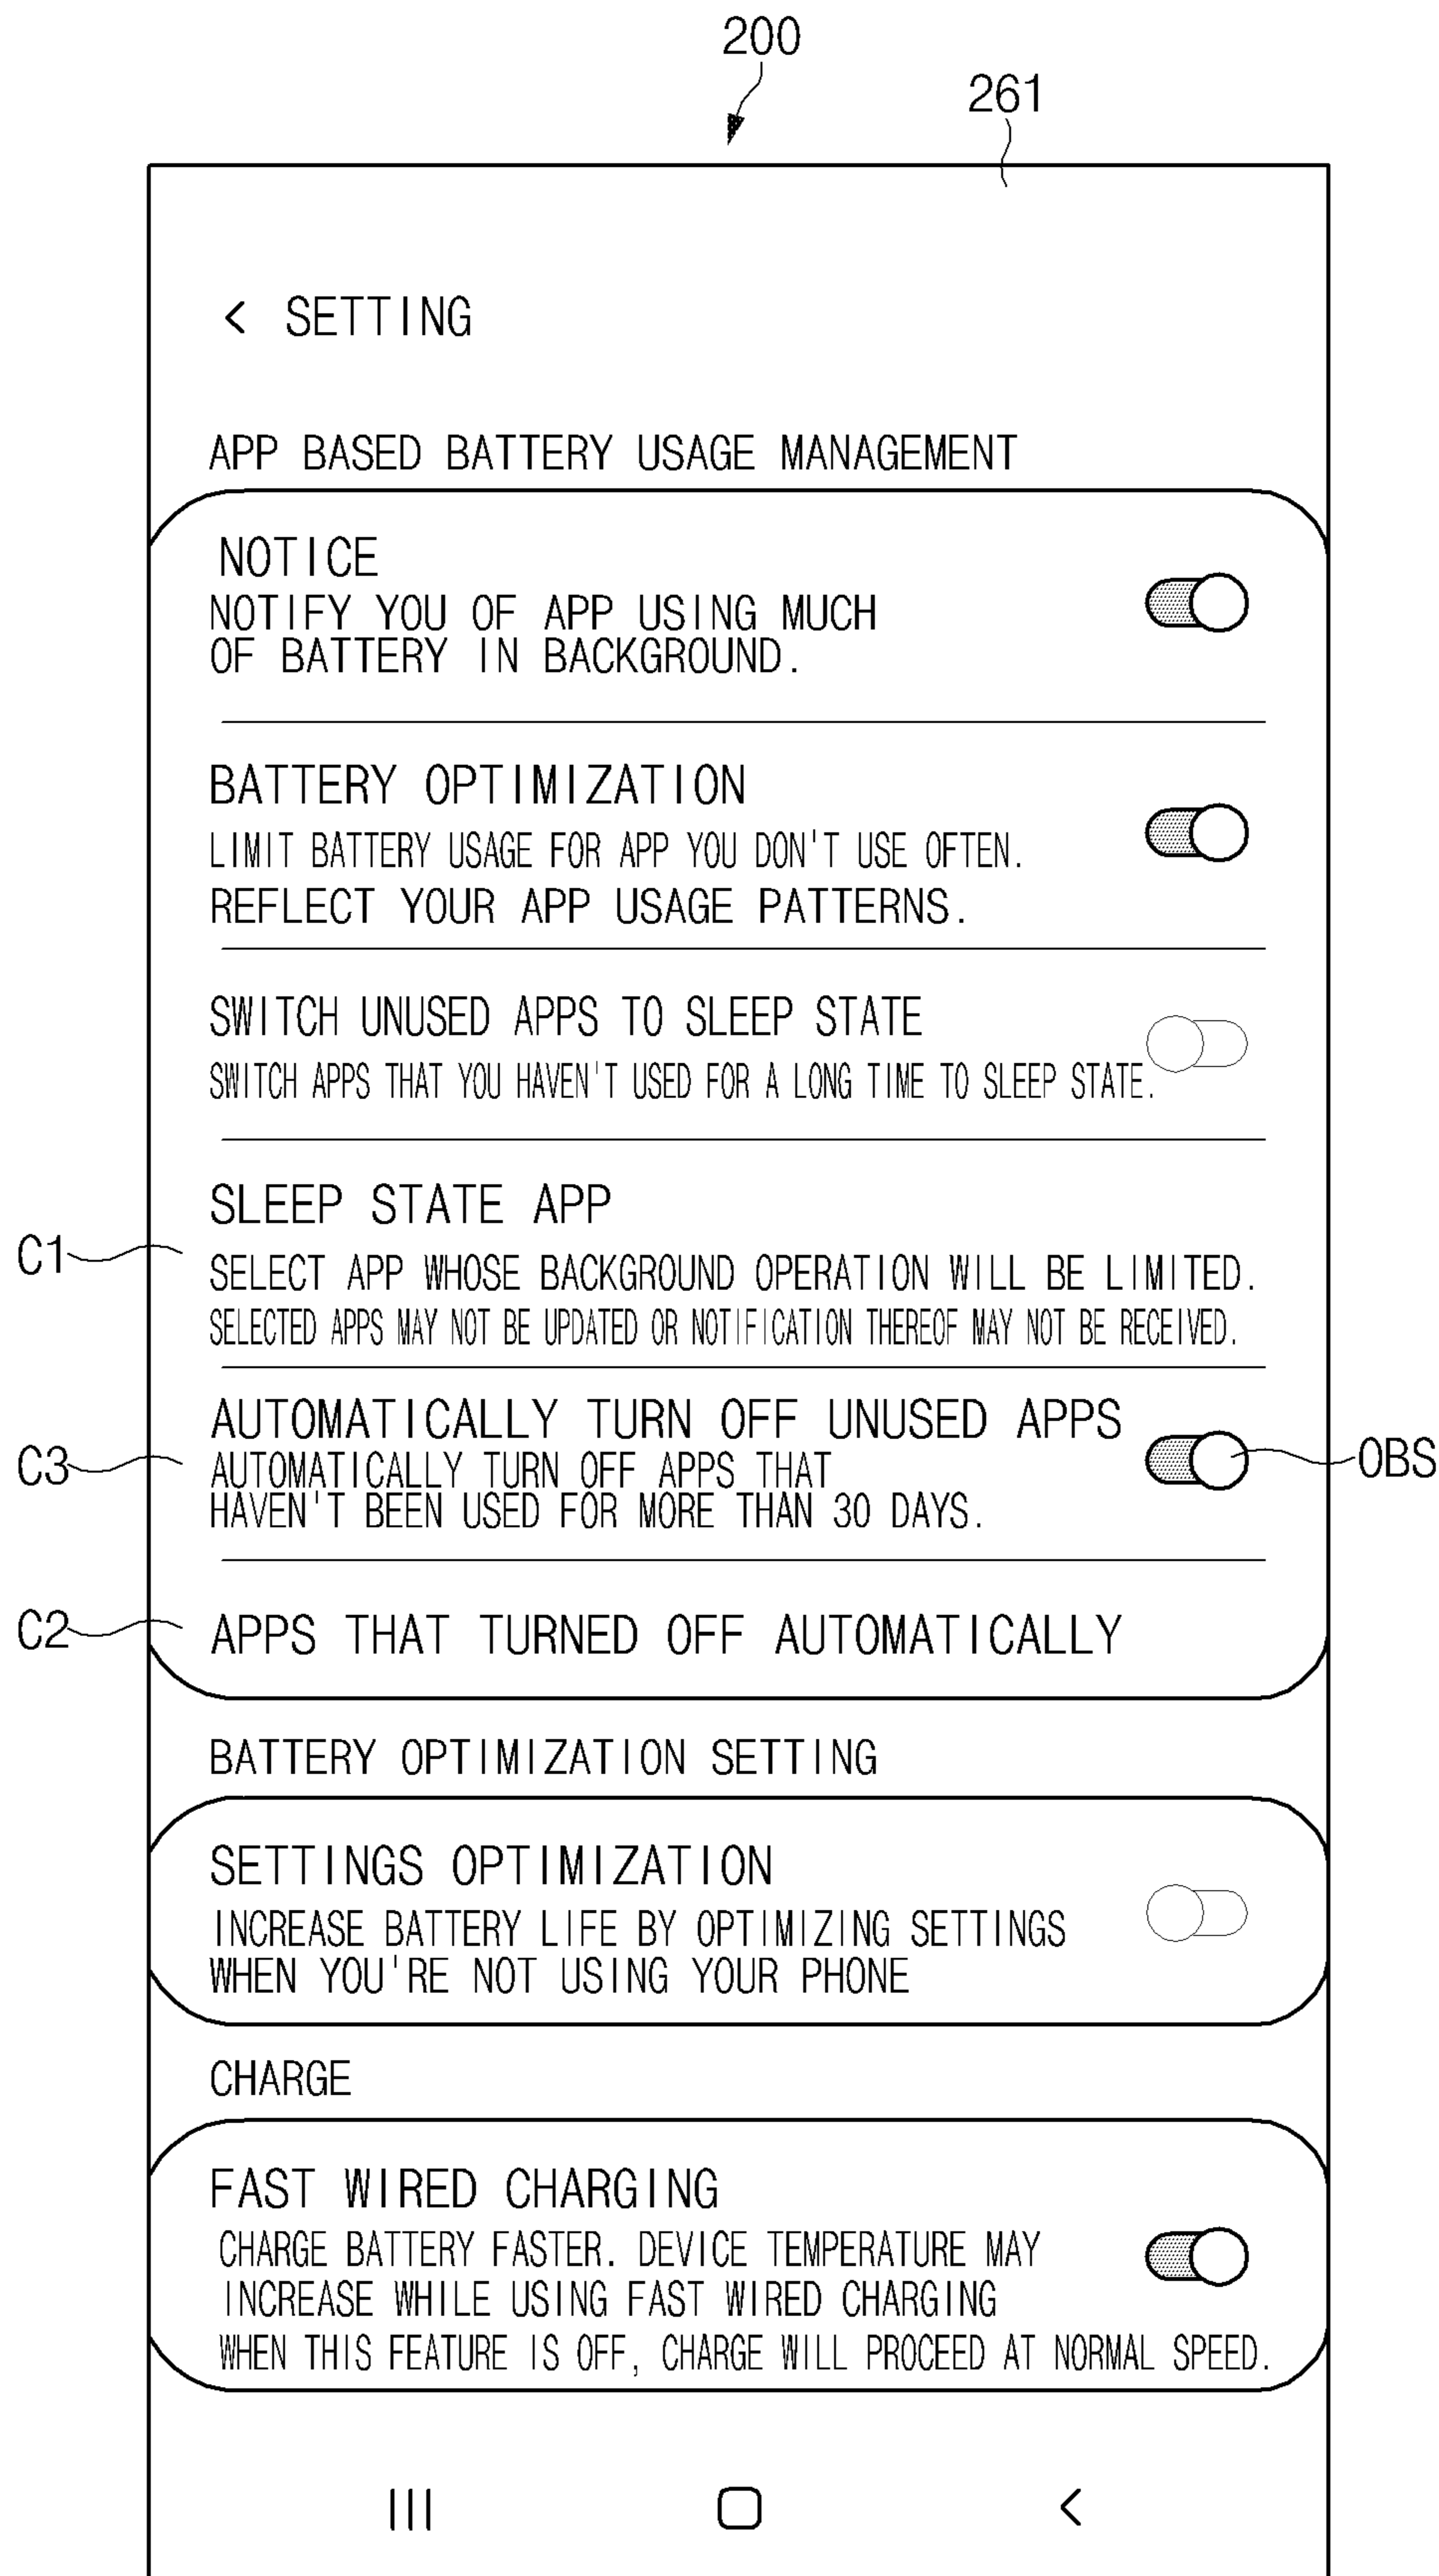 200
261
< SETTING
APP BASED BATTERY USAGE MANAGEMENT
NOTICE
NOTIFY YOU OF APP USING MUCH
OF BATTERY IN BACKGROUND.
BATTERY OPTIMIZATION
LIMIT BATTERY USAGE FOR APP YOU DON'T USE OFTEN.
REFLECT YOUR APP USAGE PATTERNS.
SWITCH UNUSED APPS TO SLEEP STATE
SWITCH APPS THAT YOU HAVEN'T USED FOR A LONG TIME TO SLEEP STATE.
SLEEP STATE APP
C1
SELECT APP WHOSE BACKGROUND OPERATION WILL BE LIMITED.
SELECTED APPS MAY NOT BE UPDATED OR NOTIFICATION THEREOF MAY NOT BE RECEIVED.
AUTOMATICALLY TURN OFF UNUSED APPS
C3
AUTOMATICALLY TURN OFF APPS THAT
OBS
HAVEN'T BEEN USED FOR MORE THAN 30 DAYS.
C2
APPS THAT TURNED OFF AUTOMATICALLY
BATTERY OPTIMIZATION SETTING
SETTINGS OPTIMIZATION
INCREASE BATTERY LIFE BY OPTIMIZING SETTINGS
WHEN YOU'RE NOT USING YOUR PHONE
CHARGE
FAST WIRED CHARGING
CHARGE BATTERY FASTER. DEVICE TEMPERATURE MAY
INCREASE WHILE USING FAST WIRED CHARGING
WHEN THIS FEATURE IS OFF, CHARGE WILL PROCEED AT NORMAL SPEED.